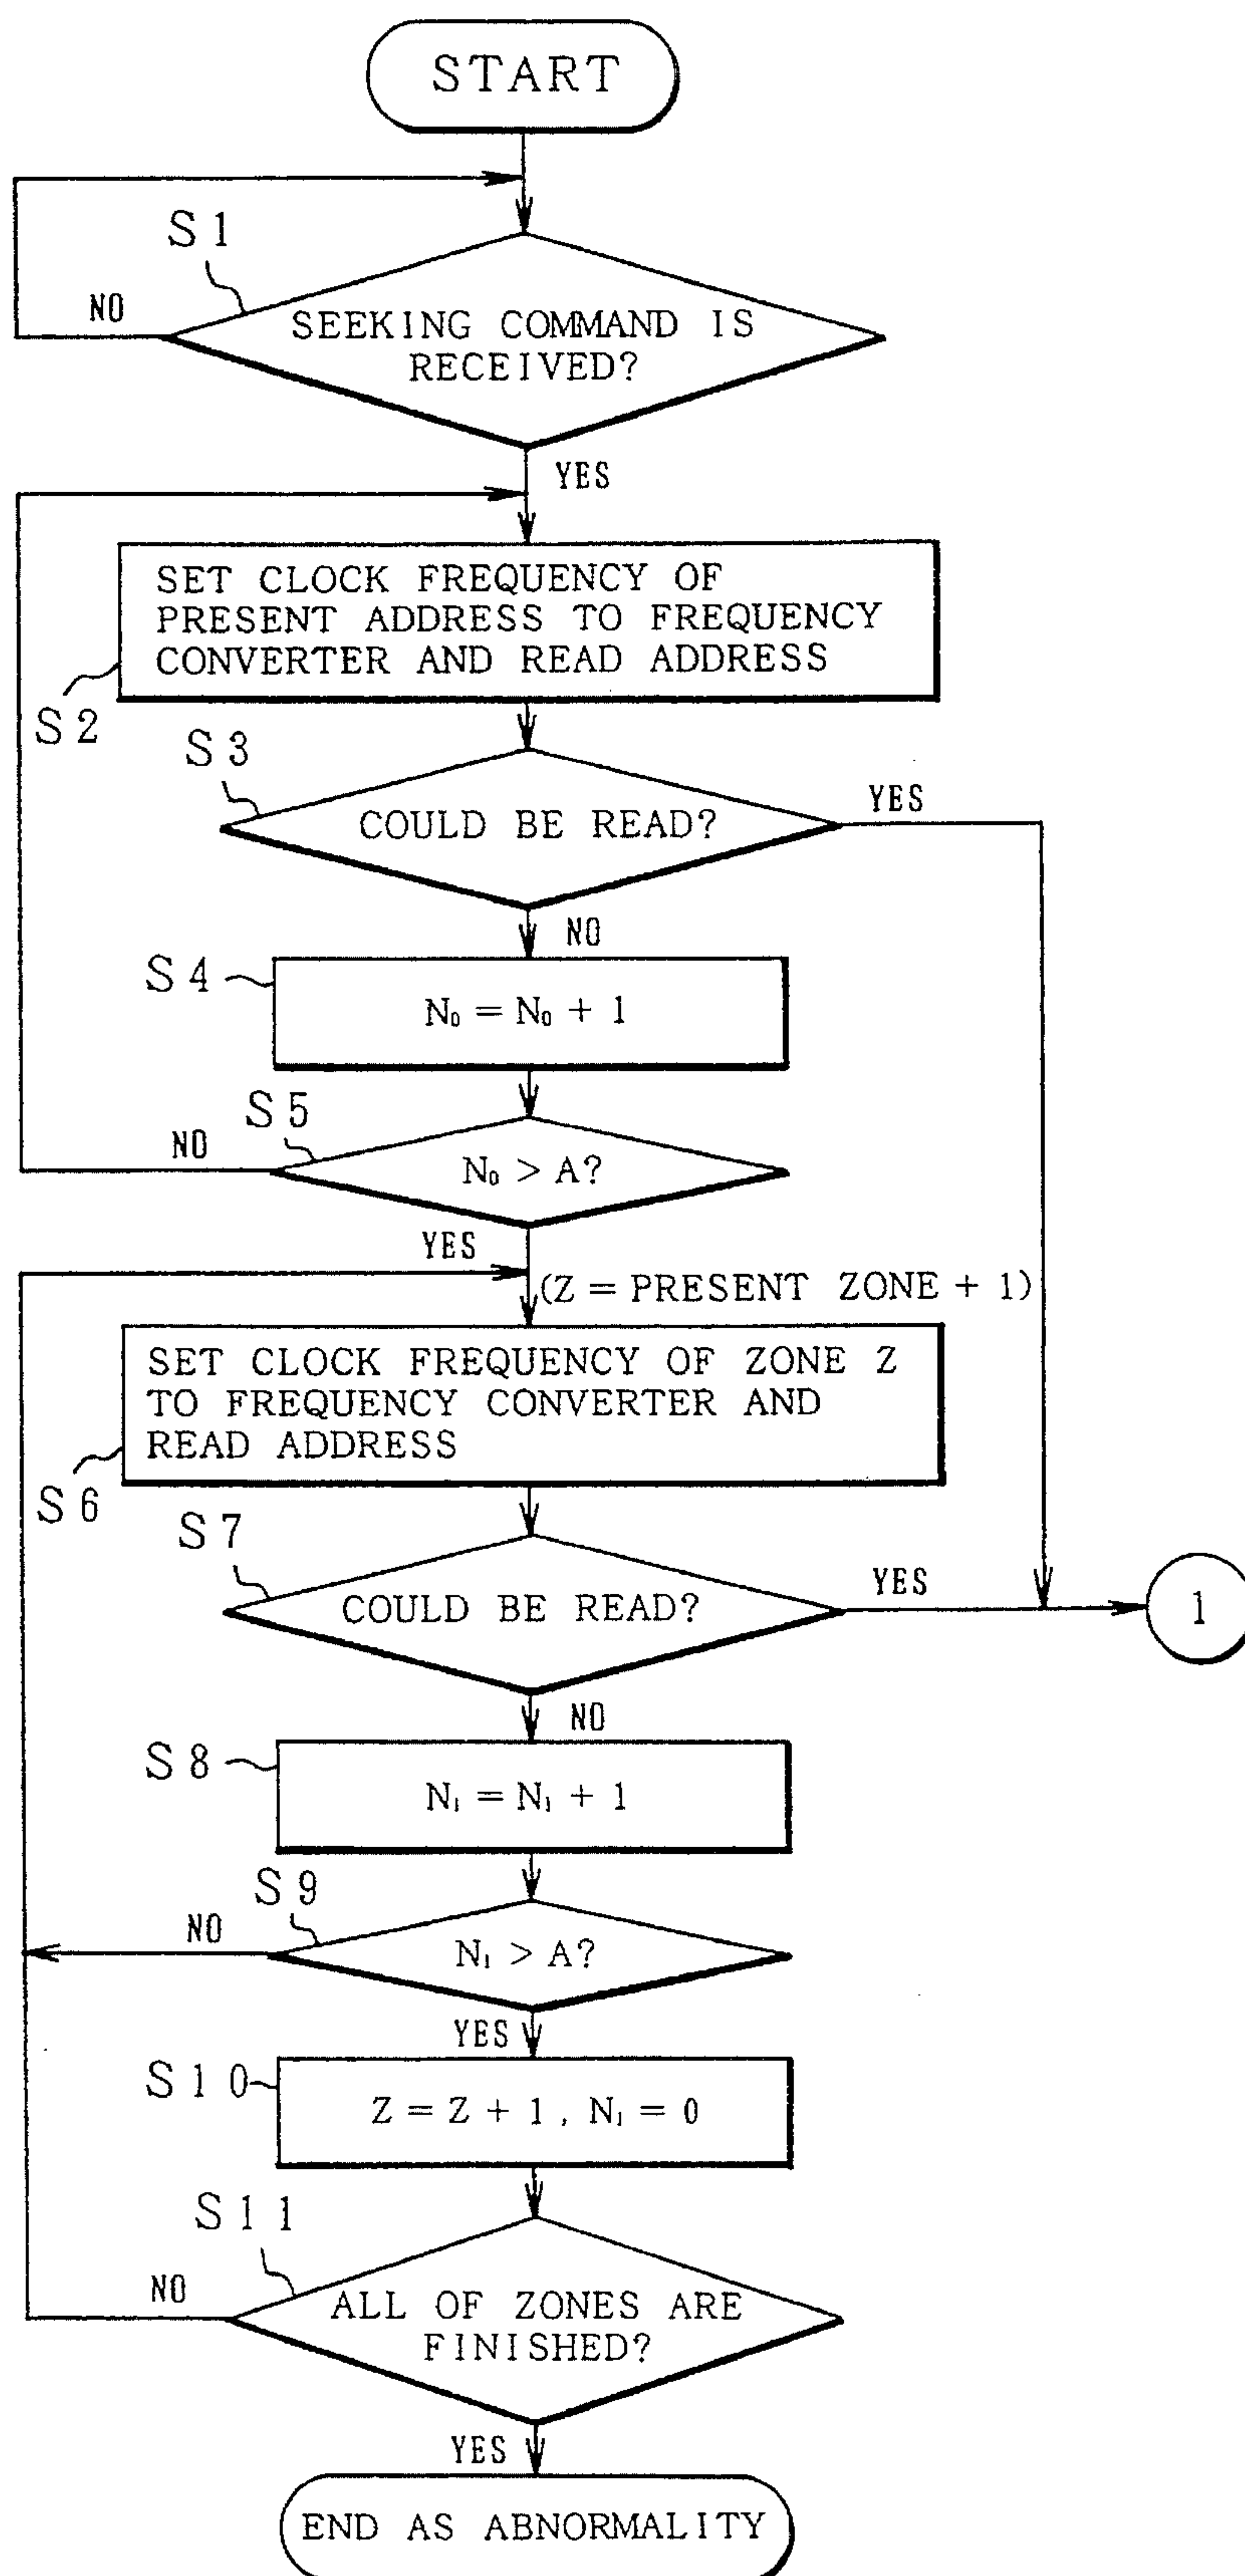 START
S1
NO
SEEKING COMMAND IS
RECEIVED?
YES
SET CLOCK FREQUENCY OF
PRESENT ADDRESS TO FREQUENCY
CONVERTER AND READ ADDRESS
S2
S3
YES
COULD BE READ?
NO
S4
N₀ = N₀ + 1
S5
NO
N₀ > A?
YES
(Z = PRESENT ZONE + 1)
SET CLOCK FREQUENCY OF ZONE Z
TO FREQUENCY CONVERTER AND
READ ADDRESS
S6
S7
YES
COULD BE READ?
1
NO
S8
N₁ = N₁ + 1
S9
NO
N₁ > A?
YES
S10
Z = Z + 1, N₁ = 0
S11
NO
ALL OF ZONES ARE
FINISHED?
YES
END AS ABNORMALITY